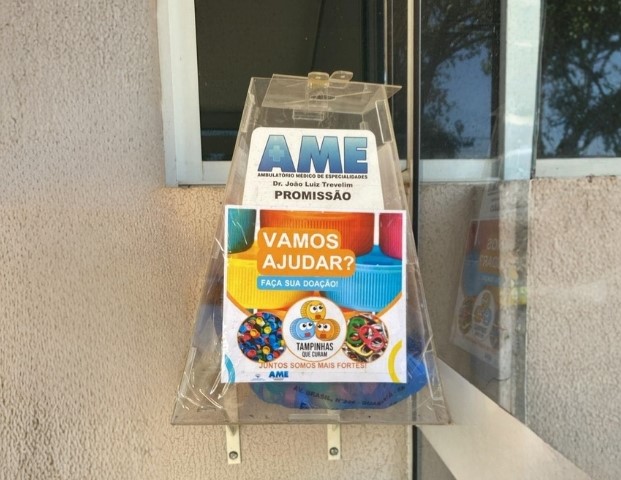 AME
AMBULATÓRIO MÉDICO DE ESPECIALIDADES
Dr. João Luiz Trevelim
PROMISSÃO
VAMOS
AJUDAR?
FAÇA SUA DOAÇÃO!
TAMPINHAS
QUE CURAM
JUNTOS SOMOS MAIS FORTES!
AME